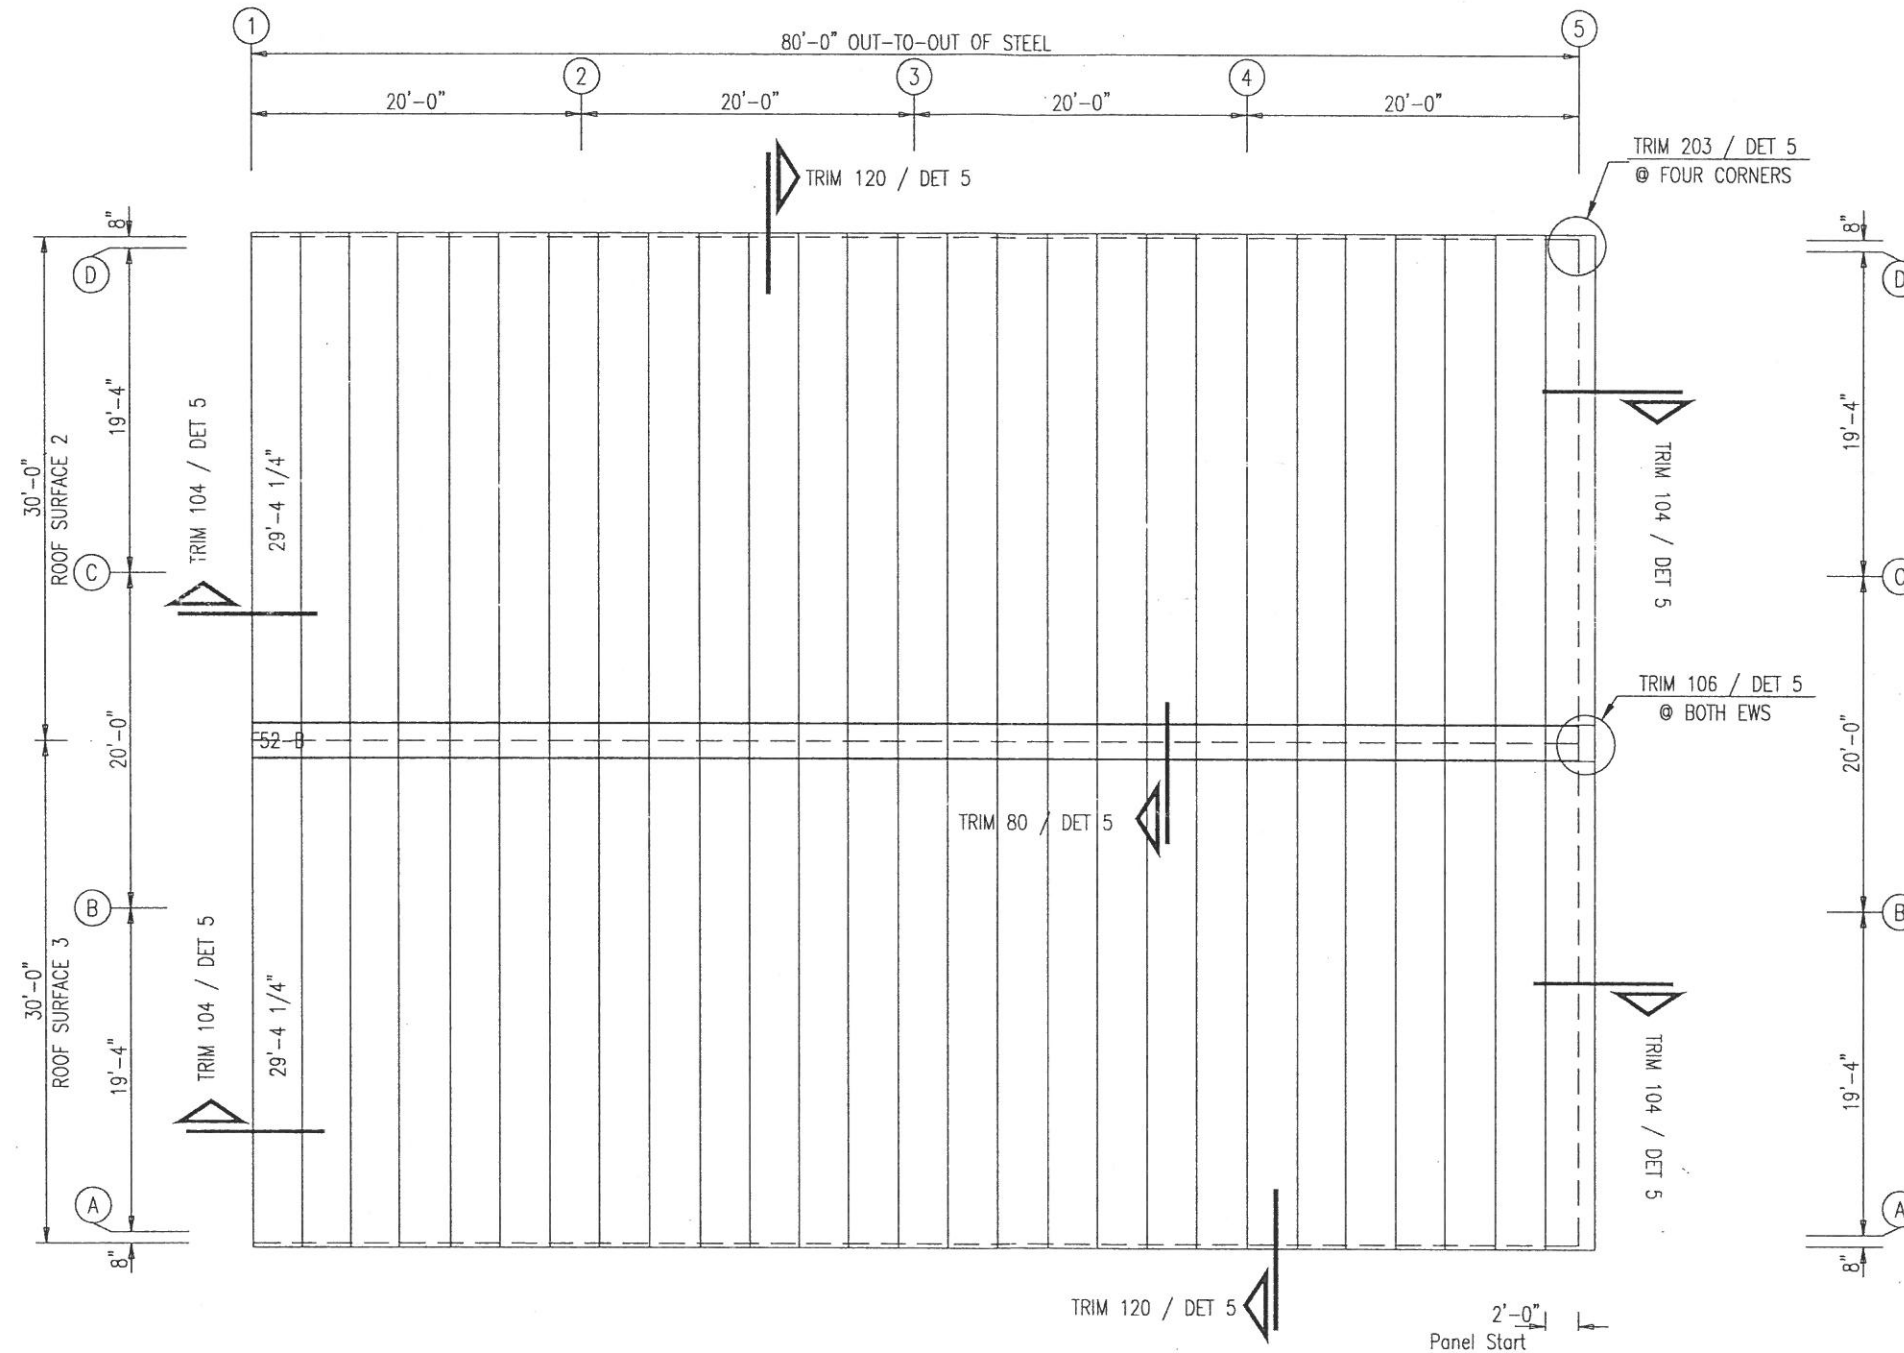 1
5
80'-0" OUT-TO-OUT OF STEEL
2
3
4
20'-0"
20'-0"
20'-0"
20'-0"
TRIM 203 / DET 5
@ FOUR CORNERS
TRIM 120 / DET 5
8"
8"
D
D
19'-4"
19'-4"
30'-0"
ROOF SURFACE 2
TRIM 104 / DET 5
29'-4 1/4"
TRIM 104 / DET 5
C
C
TRIM 106 / DET 5
@ BOTH EWS
52-B
20'-0"
20'-0"
TRIM 80 / DET 5
B
B
30'-0"
ROOF SURFACE 3
19'-4"
TRIM 104 / DET 5
29'-4 1/4"
TRIM 104 / DET 5
19'-4"
A
A
8"
8"
TRIM 120 / DET 5
2'-0"
Panel Start